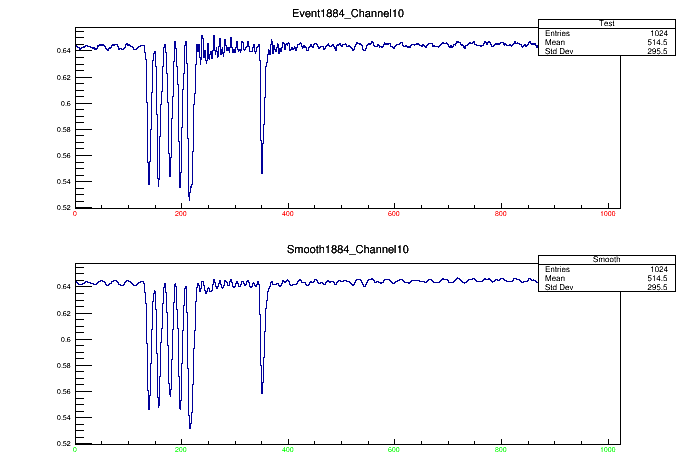 Event1884_Channel10
Test
Entries 1024
Mean 514.5
Std Dev 295.5
0.64
0.62
0.6
0.58
0.56
0.54
0.52
0 200 400 600 800 1000
Smooth1884_Channel10
Smooth
Entries 1024
Mean 514.5
Std Dev 295.5
0.64
0.62
0.6
0.58
0.56
0.54
0.52
0 200 400 600 800 1000